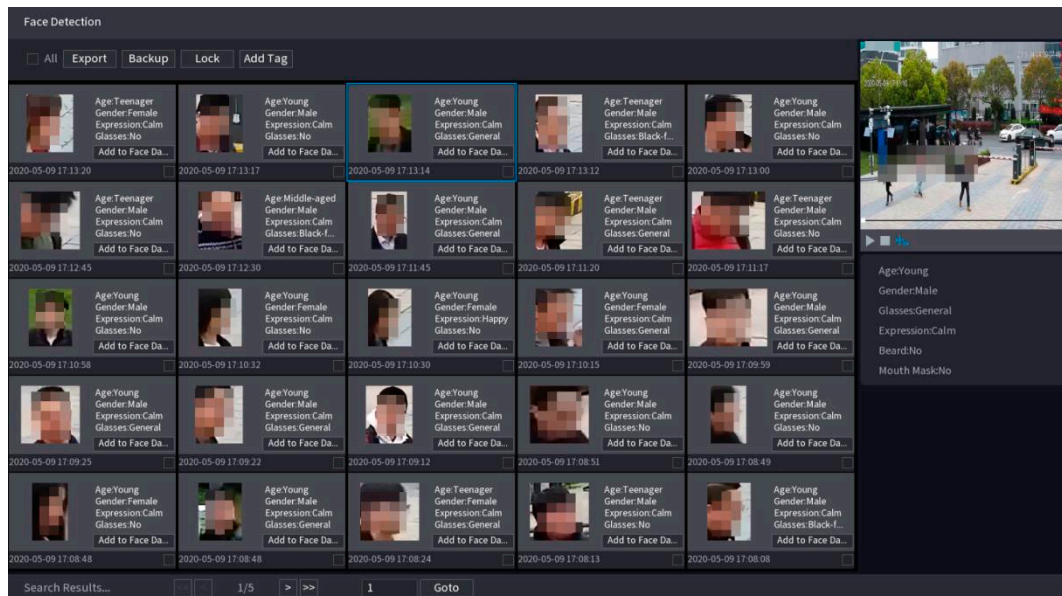 Face Detection
All Export Backup Lock Add Tag
Age:Teenager
Gender:Female
Expression:Calm
Glasses:No
Add to Face Da...
2020-05-09 17:13:20
Age:Young
Gender:Male
Expression:Calm
Glasses:No
Add to Face Da...
2020-05-09 17:13:17
Age:Young
Gender:Male
Expression:Calm
Glasses:General
Add to Face Da...
2020-05-09 17:13:14
Age:Teenager
Gender:Male
Expression:Calm
Glasses:Black-f...
Add to Face Da...
2020-05-09 17:13:12
Age:Young
Gender:Male
Expression:Calm
Glasses:No
Add to Face Da...
2020-05-09 17:13:00
Age:Teenager
Gender:Male
Expression:Calm
Glasses:No
Add to Face Da...
2020-05-09 17:12:45
Age:Middle-aged
Gender:Male
Expression:Calm
Glasses:Black-f...
Add to Face Da...
2020-05-09 17:12:30
Age:Young
Gender:Male
Expression:Calm
Glasses:General
Add to Face Da...
2020-05-09 17:11:45
Age:Young
Gender:Male
Expression:Calm
Glasses:General
Add to Face Da...
2020-05-09 17:11:20
Age:Teenager
Gender:Male
Expression:Calm
Glasses:No
Add to Face Da...
2020-05-09 17:11:17
Age:Young
Gender:Male
Expression:Calm
Glasses:No
Add to Face Da...
2020-05-09 17:10:58
Age:Young
Gender:Female
Expression:Calm
Glasses:No
Add to Face Da...
2020-05-09 17:10:32
Age:Young
Gender:Female
Expression:Happy
Glasses:No
Add to Face Da...
2020-05-09 17:10:30
Age:Young
Gender:Female
Expression:Calm
Glasses:General
Add to Face Da...
2020-05-09 17:10:15
Age:Young
Gender:Male
Expression:Calm
Glasses:General
Add to Face Da...
2020-05-09 17:09:59
Age:Young
Gender:Male
Expression:Calm
Glasses:General
Add to Face Da...
2020-05-09 17:09:25
Age:Young
Gender:Male
Expression:Calm
Glasses:General
Add to Face Da...
2020-05-09 17:09:22
Age:Young
Gender:Male
Expression:Calm
Glasses:General
Add to Face Da...
2020-05-09 17:09:12
Age:Young
Gender:Male
Expression:Calm
Glasses:No
Add to Face Da...
2020-05-09 17:08:51
Age:Young
Gender:Male
Expression:Calm
Glasses:No
Add to Face Da...
2020-05-09 17:08:49
Age:Young
Gender:Female
Expression:Calm
Glasses:No
Add to Face Da...
2020-05-09 17:08:48
Age:Young
Gender:Male
Expression:Calm
Glasses:General
Add to Face Da...
2020-05-09 17:08:48
Age:Teenager
Gender:Female
Expression:Calm
Glasses:General
Add to Face Da...
2020-05-09 17:08:24
Age:Teenager
Gender:Male
Expression:Calm
Glasses:No
Add to Face Da...
2020-05-09 17:08:13
Age:Young
Gender:Male
Expression:Calm
Glasses:Black-f...
Add to Face Da...
2020-05-09 17:08:08
Age:Young
Gender:Male
Glasses:General
Expression:Calm
Beard:No
Mouth Mask:No
Search Results... << < 1/5 > >> 1 Goto